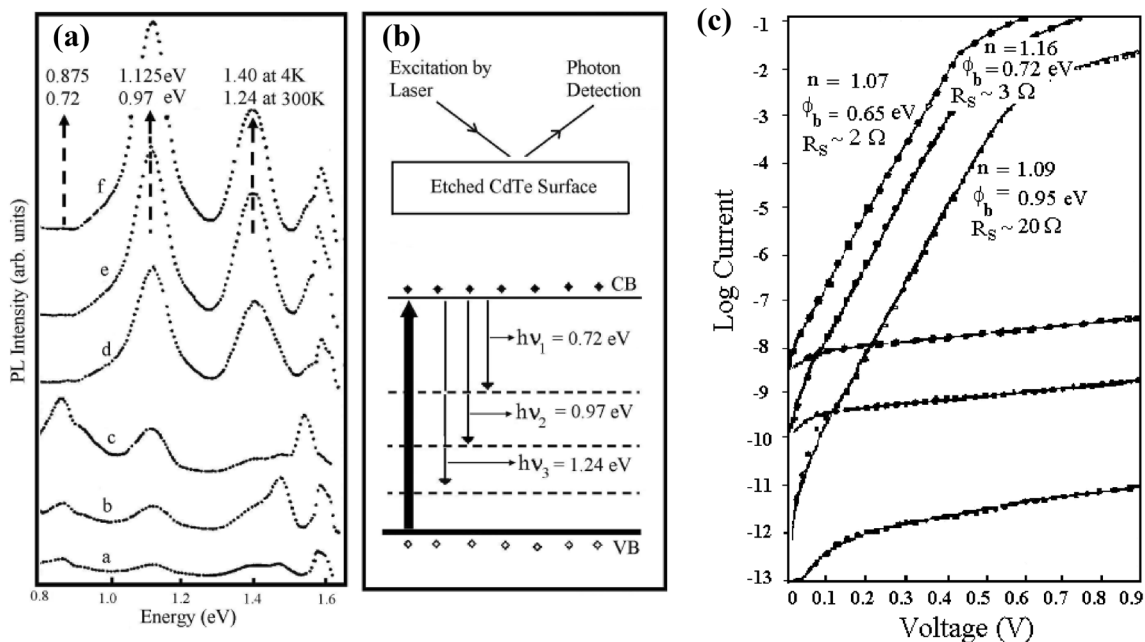 (a)
0.875 1.125 eV 1.40 at 4K
0.72 0.97 eV 1.24 at 300K
f
e
d
c
b
a
PL Intensity (arb. units)
0.8 1.0 1.2 1.4 1.6
Energy (eV)
(b)
Excitation by
Laser
Photon
Detection
Etched CdTe Surface
CB
hν1 = 0.72 eV
hν2 = 0.97 eV
hν3 = 1.24 eV
VB
(c)
Log Current
-1
-2
-3
-4
-5
-6
-7
-8
-9
-10
-11
-12
-13
n = 1.07
ϕb = 0.65 eV
RS ~ 2 Ω
n = 1.16
ϕb = 0.72 eV
RS ~ 3 Ω
n = 1.09
ϕb = 0.95 eV
RS ~ 20 Ω
0 0.1 0.2 0.3 0.4 0.5 0.6 0.7 0.8 0.9
Voltage (V)